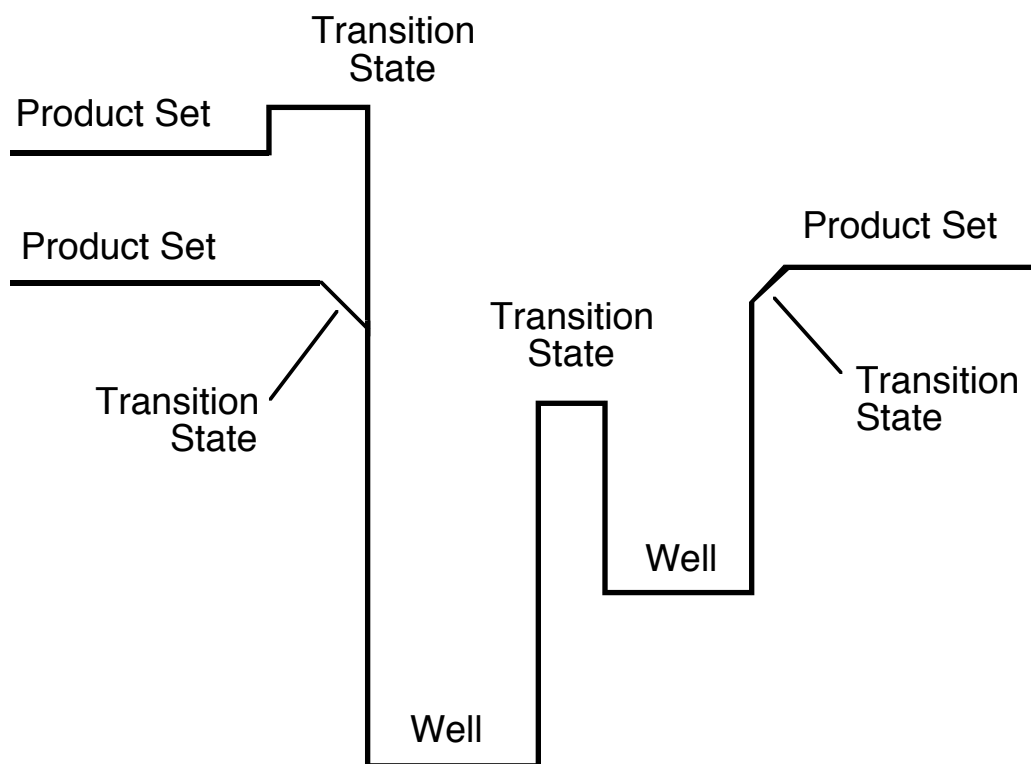 Transition
State
Product Set
Product Set
Product Set
Transition
State
Transition
State
Transition
State
Well
Well